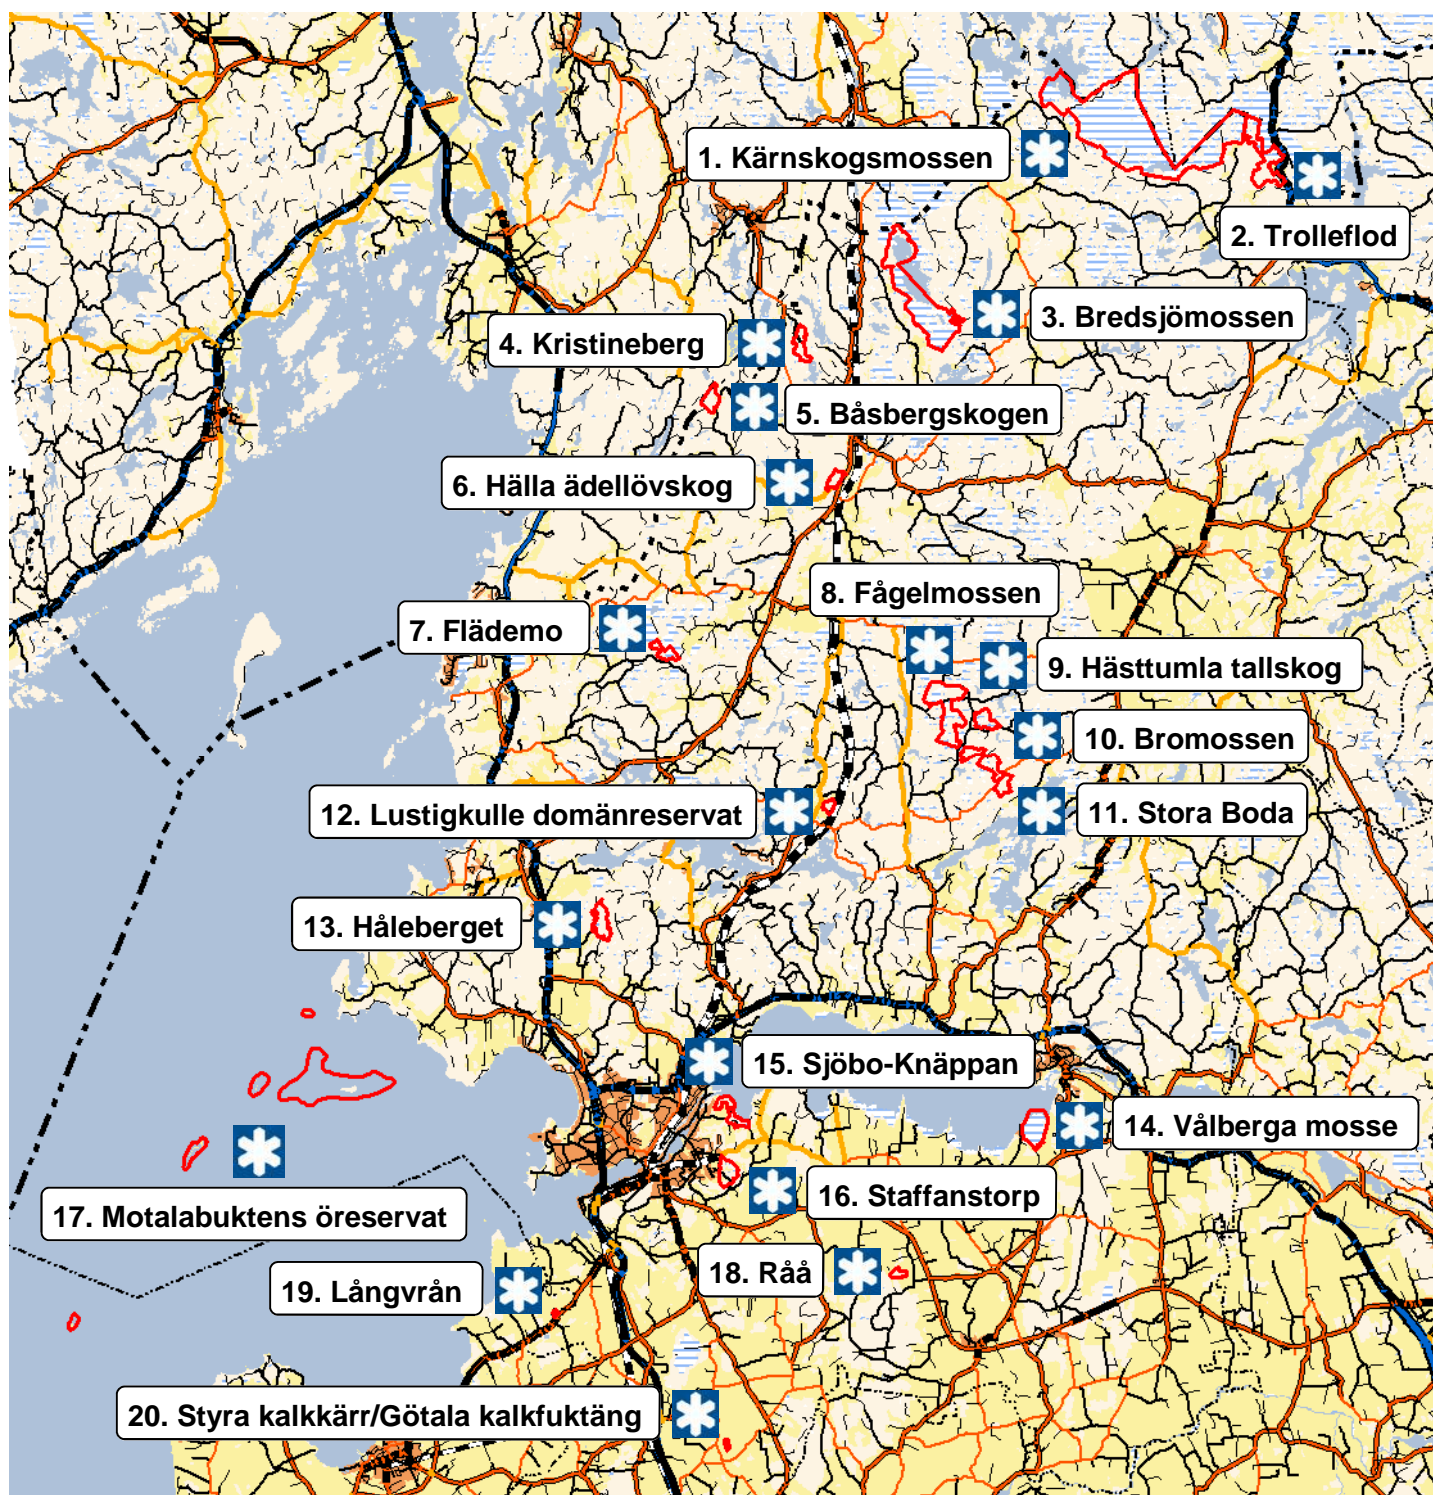 1. Kärnskogsmossen
2. Trolleflod
3. Bredsjömossen
4. Kristineberg
5. Båsbergskogen
6. Hälla ädellövskog
8. Fågelmossen
7. Flädemo
9. Hästtumla tallskog
10. Bromossen
12. Lustigkulle domänreservat
11. Stora Boda
13. Håleberget
15. Sjöbo-Knäppan
14. Vålberga mosse
16. Staffanstorp
17. Motalabuktens öreservat
18. Råå
19. Långvrån
20. Styra kalkkärr/Götala kalkfuktäng